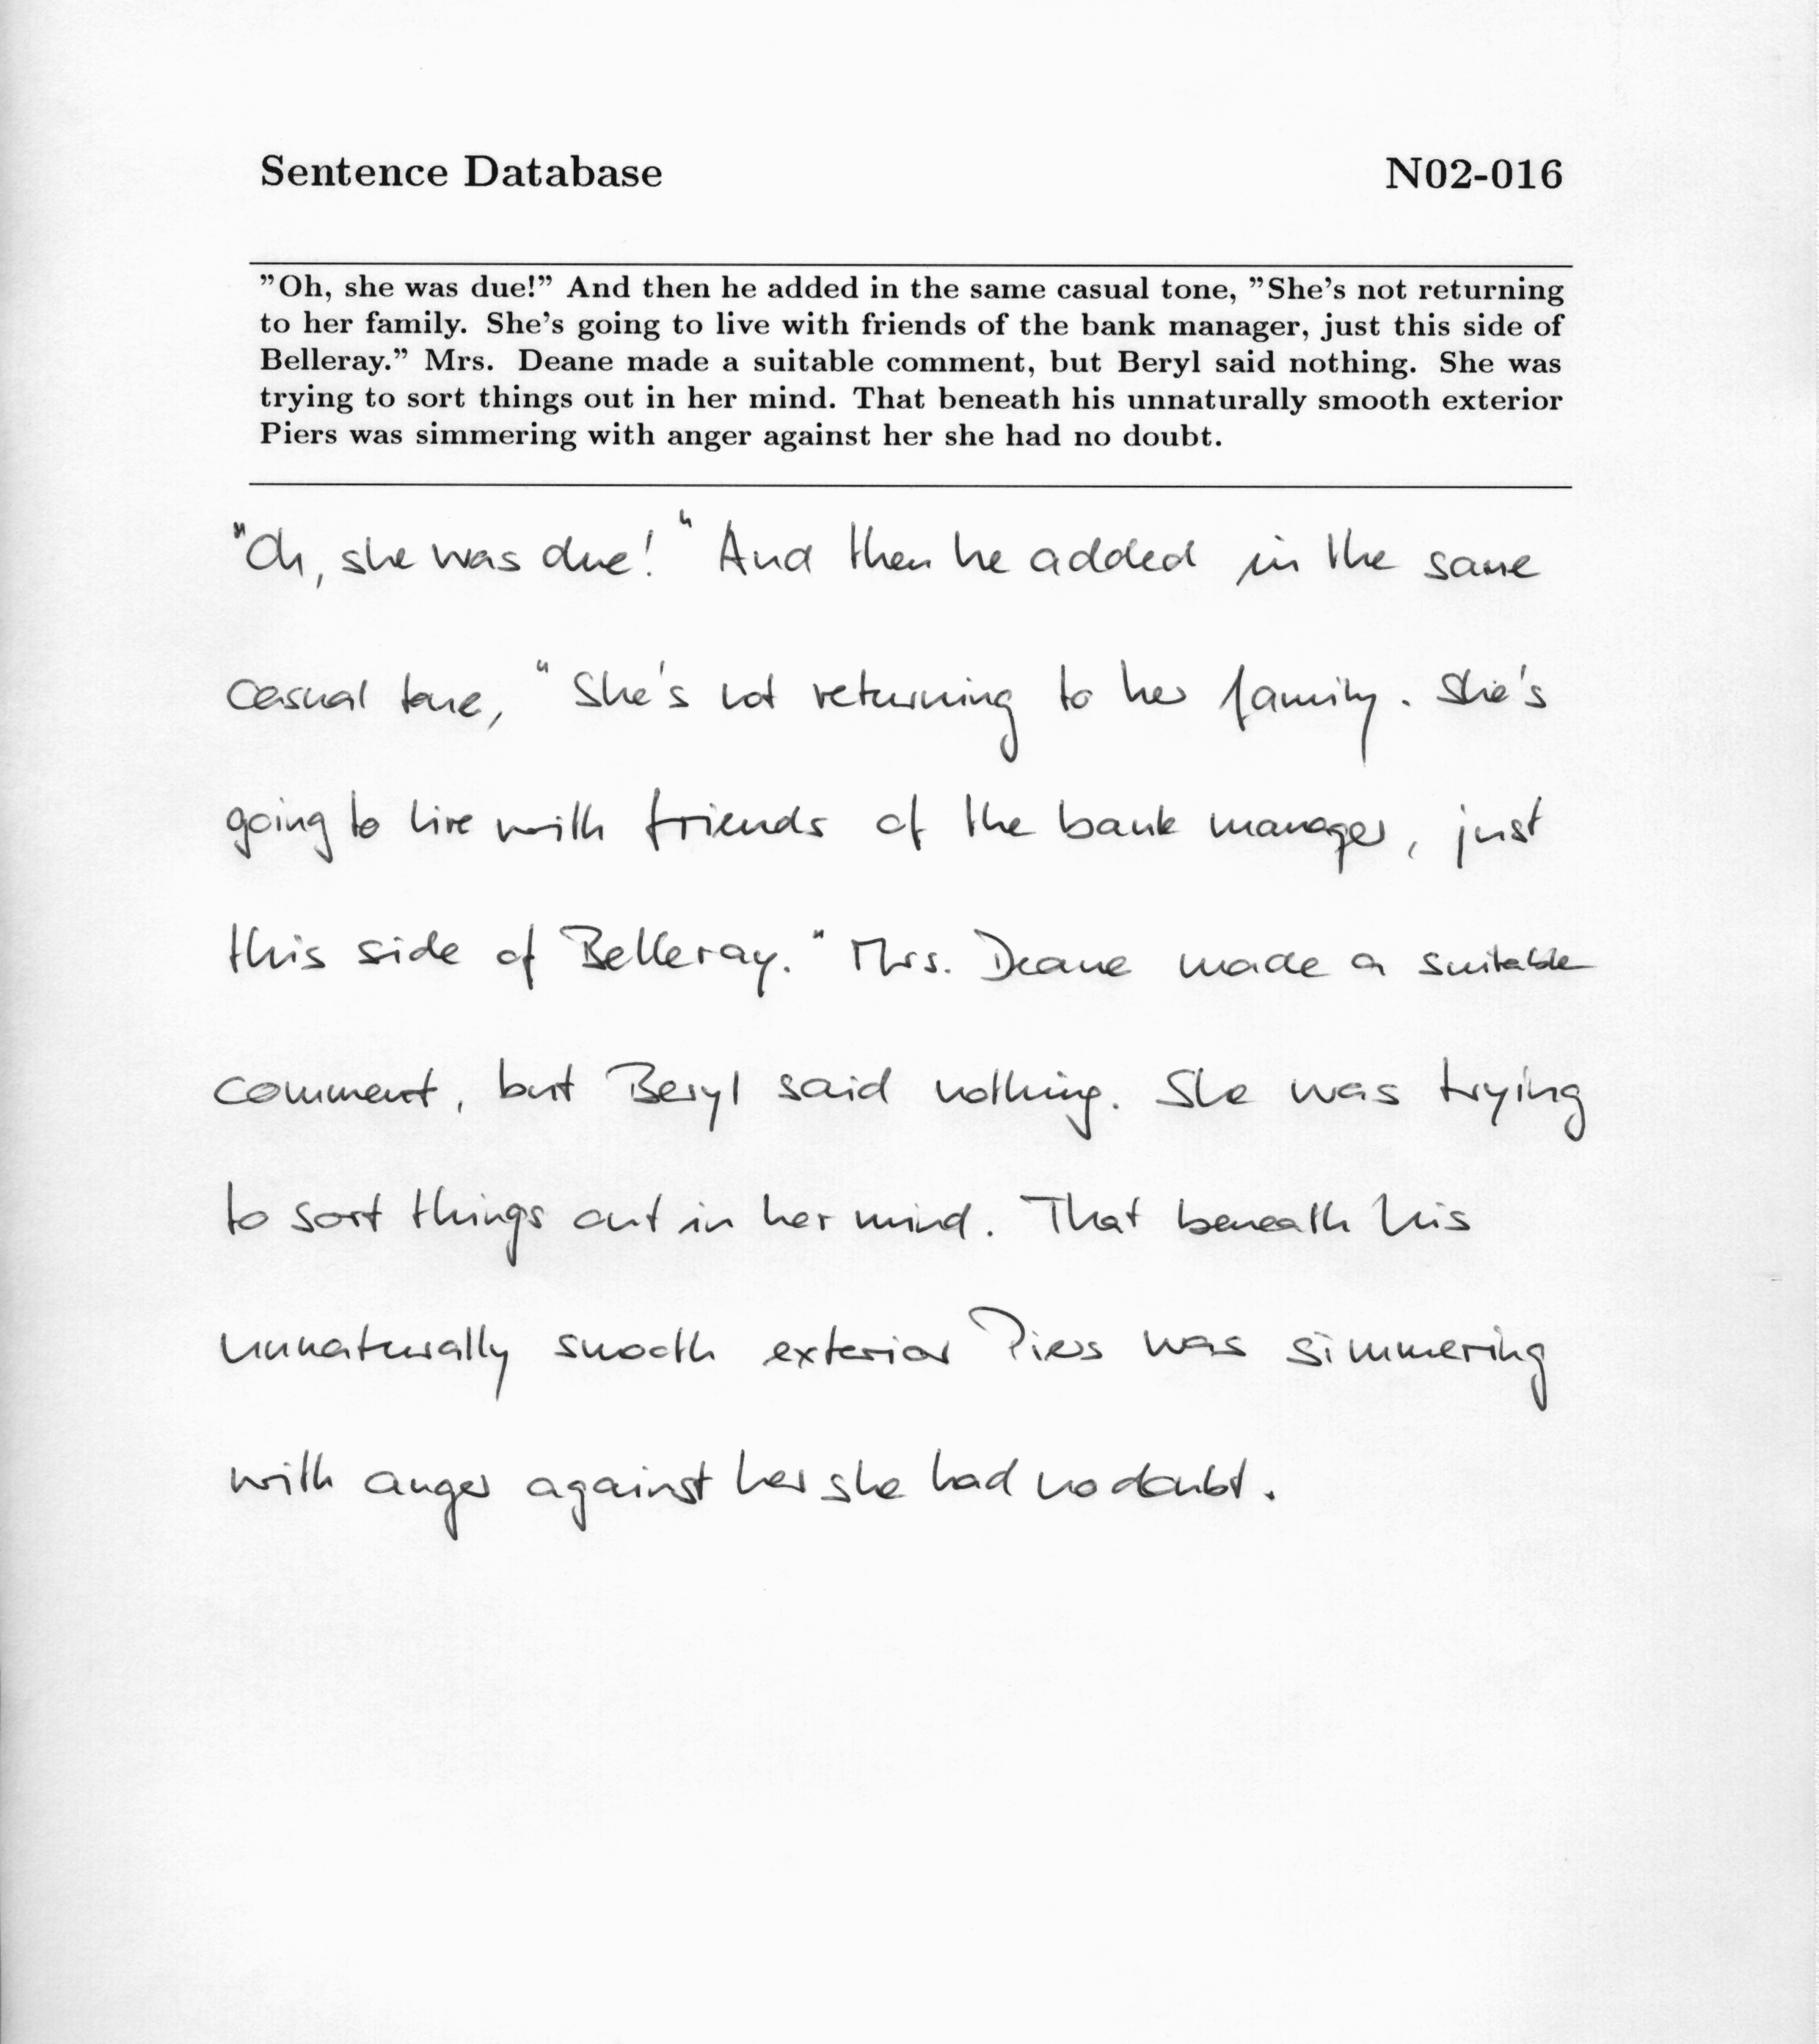 Sentence Database N02-016
”Oh, she was due!” And then he added in the same casual tone, ”She’s not returning
to her family. She’s going to live with friends of the bank manager, just this side of
Belleray.” Mrs. Deane made a suitable comment, but Beryl said nothing. She was
trying to sort things out in her mind. That beneath his unnaturally smooth exterior
Piers was simmering with anger against her she had no doubt.
"Oh, she was due!" And then he added in the same
casual tone, "She's not returning to her family. She's
going to live with friends of the bank manager, just
this side of Belleray." Mrs. Deane made a suitable
comment, but Beryl said nothing. She was trying
to sort things out in her mind. That beneath his
unnaturally smooth exterior Piers was simmering
with anger against her she had no doubt.